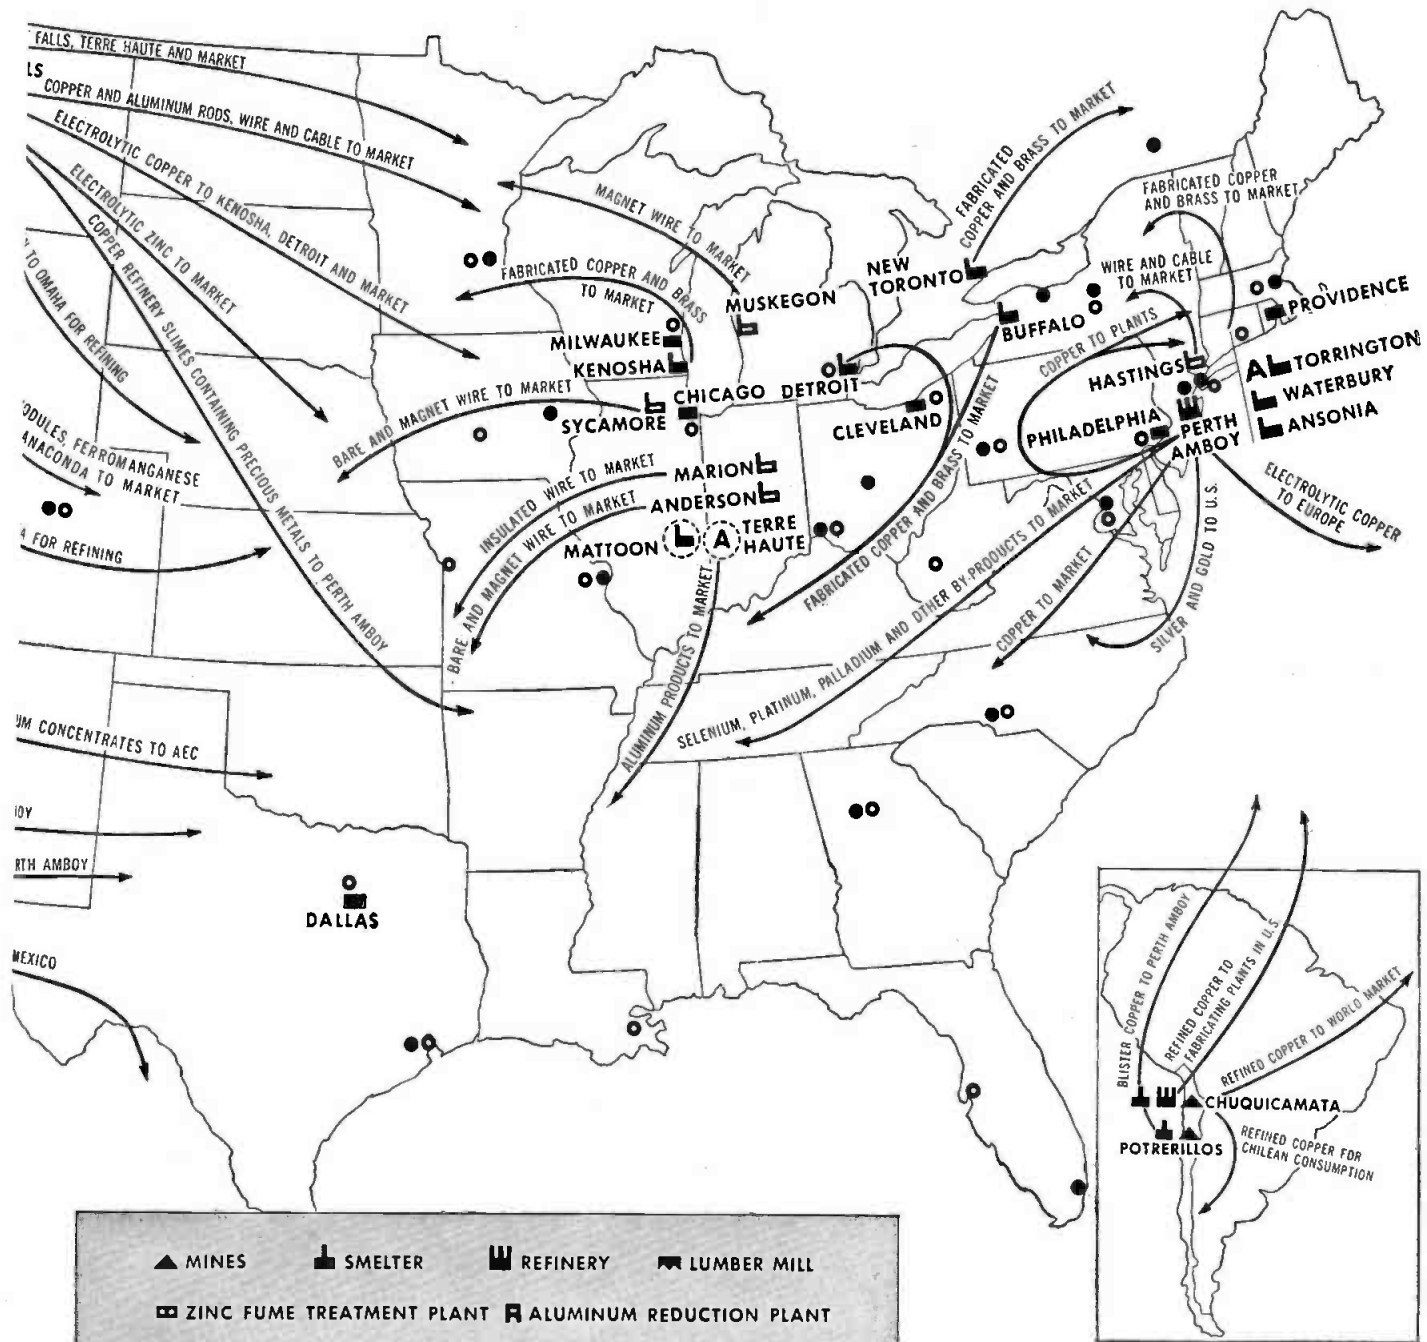 FALLS, TERRE HAUTE AND MARKET
LS
COPPER AND ALUMINUM RODS, WIRE AND CABLE TO MARKET
ELECTROLYTIC COPPER TO KENOSHA, DETROIT AND MARKET
ELECTROLYTIC ZINC TO MARKET
COPPER REFINERY SLIMES CONTAINING PRECIOUS METALS TO PERTH AMBOY
TO OMAHA FOR REFINING
ODULES, FERROMANGANESE
ANACONDA TO MARKET
A FOR REFINING
UM CONCENTRATES TO AEC
BOY
RTH AMBOY
MEXICO
MAGNET WIRE TO MARKET
FABRICATED COPPER AND BRASS
TO MARKET
MUSKEGON
MILWAUKEE
KENOSHA
CHICAGO
DETROIT
BARE AND MAGNET WIRE TO MARKET
SYCAMORE
CLEVELAND
INSULATED WIRE TO MARKET
MARION
BARE AND MAGNET WIRE TO MARKET
ANDERSON
MATTOON
A
TERRE
HAUTE
ALUMINUM PRODUCTS TO MARKET
FABRICATED
COPPER AND BRASS TO MARKET
NEW
TORONTO
FABRICATED COPPER
AND BRASS TO MARKET
WIRE AND CABLE
TO MARKET
BUFFALO
PROVIDENCE
COPPER TO PLANTS
HASTINGS
A
TORRINGTON
WATERBURY
ANSONIA
PHILADELPHIA
PERTH
AMBOY
FABRICATED COPPER AND BRASS TO MARKET
ELECTROLYTIC COPPER
TO EUROPE
SELENIUM, PLATINUM, PALLADIUM AND OTHER BY-PRODUCTS TO MARKET
COPPER TO MARKET
SILVER AND GOLD TO U.S.
DALLAS
BLISTER COPPER TO PERTH AMBOY
REFINED COPPER TO
FABRICATING PLANTS IN U.S.
REFINED COPPER TO WORLD MARKET
CHUQUICAMATA
POTRERILLOS
REFINED COPPER FOR
CHILEAN CONSUMPTION
MINES SMELTER REFINERY LUMBER MILL
ZINC FUME TREATMENT PLANT ALUMINUM REDUCTION PLANT